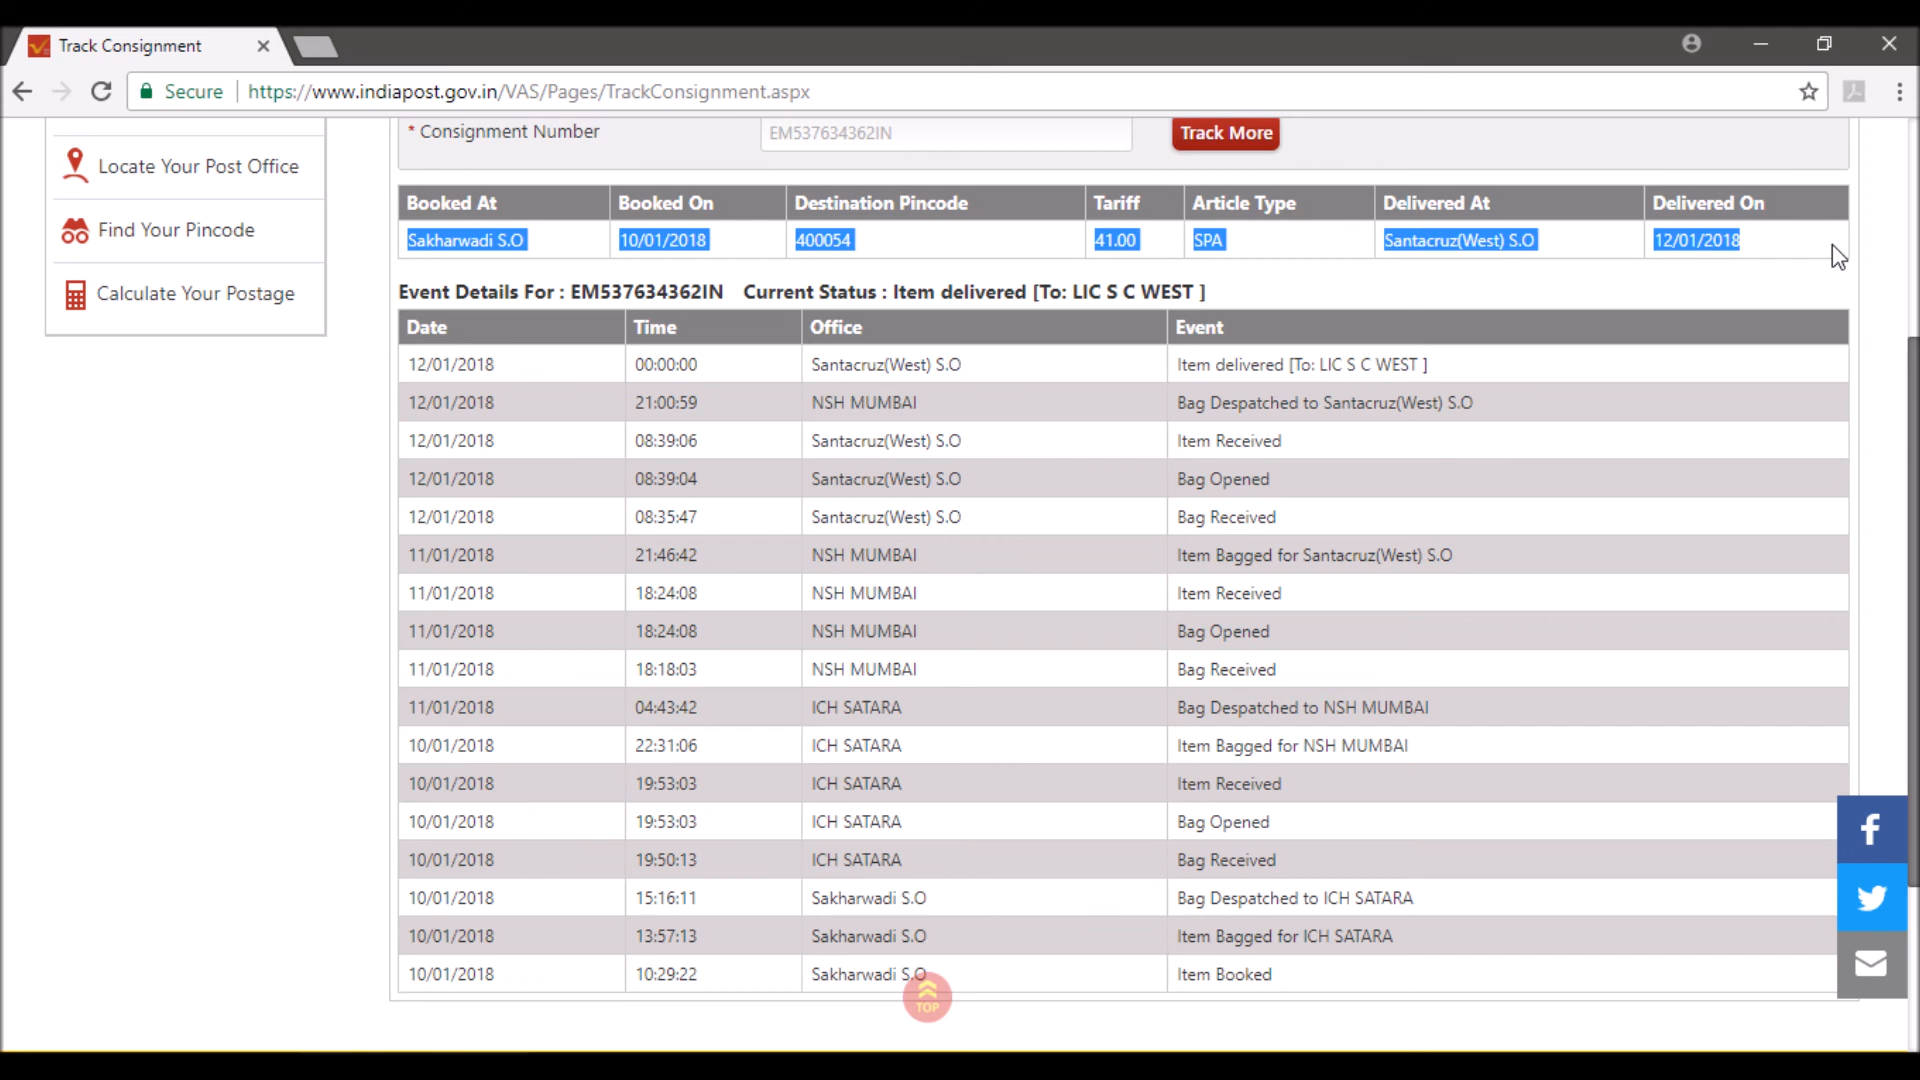 Track Consignment
Secure https://www.indiapost.gov.in/VAS/Pages/TrackConsignment.aspx
* Consignment Number EM537634362IN Track More
Locate Your Post Office
Find Your Pincode
Calculate Your Postage
Booked At Booked On Destination Pincode Tariff Article Type Delivered At Delivered On
Sakharwadi S.O 10/01/2018 400054 41.00 SPA Santacruz(West) S.O 12/01/2018
Event Details For : EM537634362IN Current Status : Item delivered [To: LIC S C WEST ]
Date Time Office Event
12/01/2018 00:00:00 Santacruz(West) S.O Item delivered [To: LIC S C WEST ]
12/01/2018 21:00:59 NSH MUMBAI Bag Despatched to Santacruz(West) S.O
12/01/2018 08:39:06 Santacruz(West) S.O Item Received
12/01/2018 08:39:04 Santacruz(West) S.O Bag Opened
12/01/2018 08:35:47 Santacruz(West) S.O Bag Received
11/01/2018 21:46:42 NSH MUMBAI Item Bagged for Santacruz(West) S.O
11/01/2018 18:24:08 NSH MUMBAI Item Received
11/01/2018 18:24:08 NSH MUMBAI Bag Opened
11/01/2018 18:18:03 NSH MUMBAI Bag Received
11/01/2018 04:43:42 ICH SATARA Bag Despatched to NSH MUMBAI
10/01/2018 22:31:06 ICH SATARA Item Bagged for NSH MUMBAI
10/01/2018 19:53:03 ICH SATARA Item Received
10/01/2018 19:53:03 ICH SATARA Bag Opened
10/01/2018 19:50:13 ICH SATARA Bag Received
10/01/2018 15:16:11 Sakharwadi S.O Bag Despatched to ICH SATARA
10/01/2018 13:57:13 Sakharwadi S.O Item Bagged for ICH SATARA
10/01/2018 10:29:22 Sakharwadi S.O Item Booked
TOP